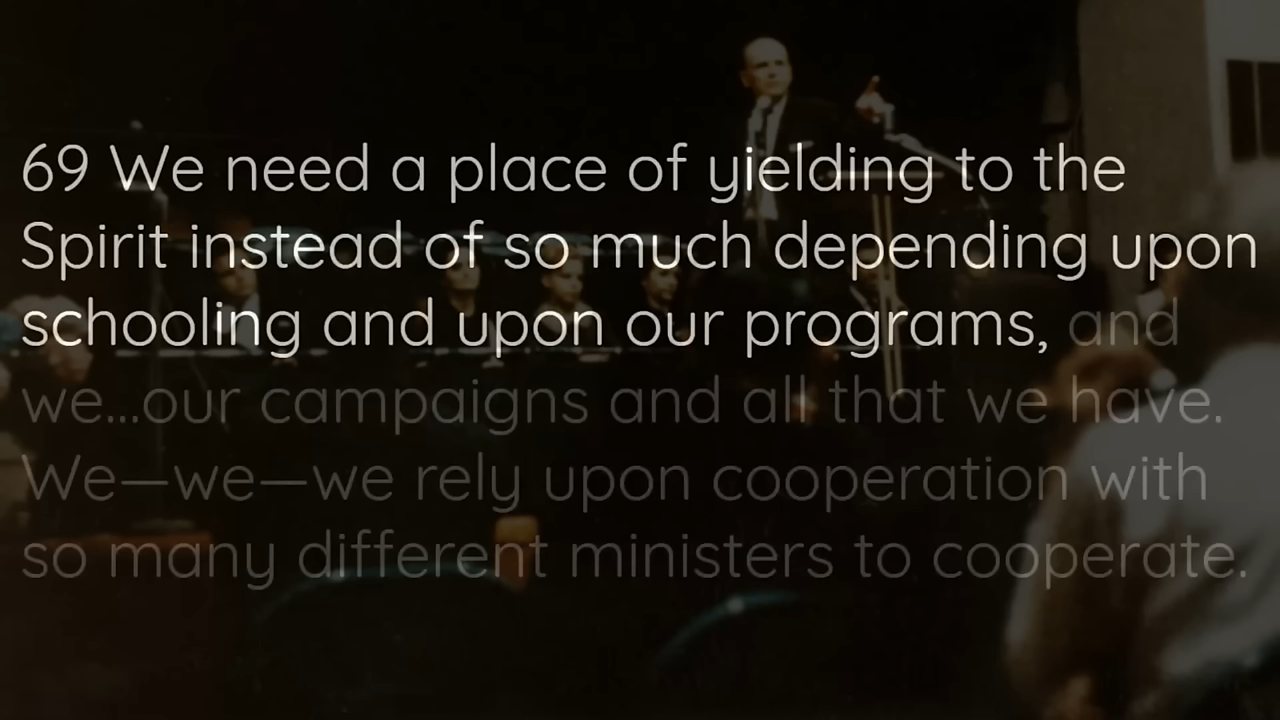 69 We need a place of yielding to the
Spirit instead of so much depending upon
schooling and upon our programs, and
we...our campaigns and all that we have.
We—we—we rely upon cooperation with
so many different ministers to cooperate.